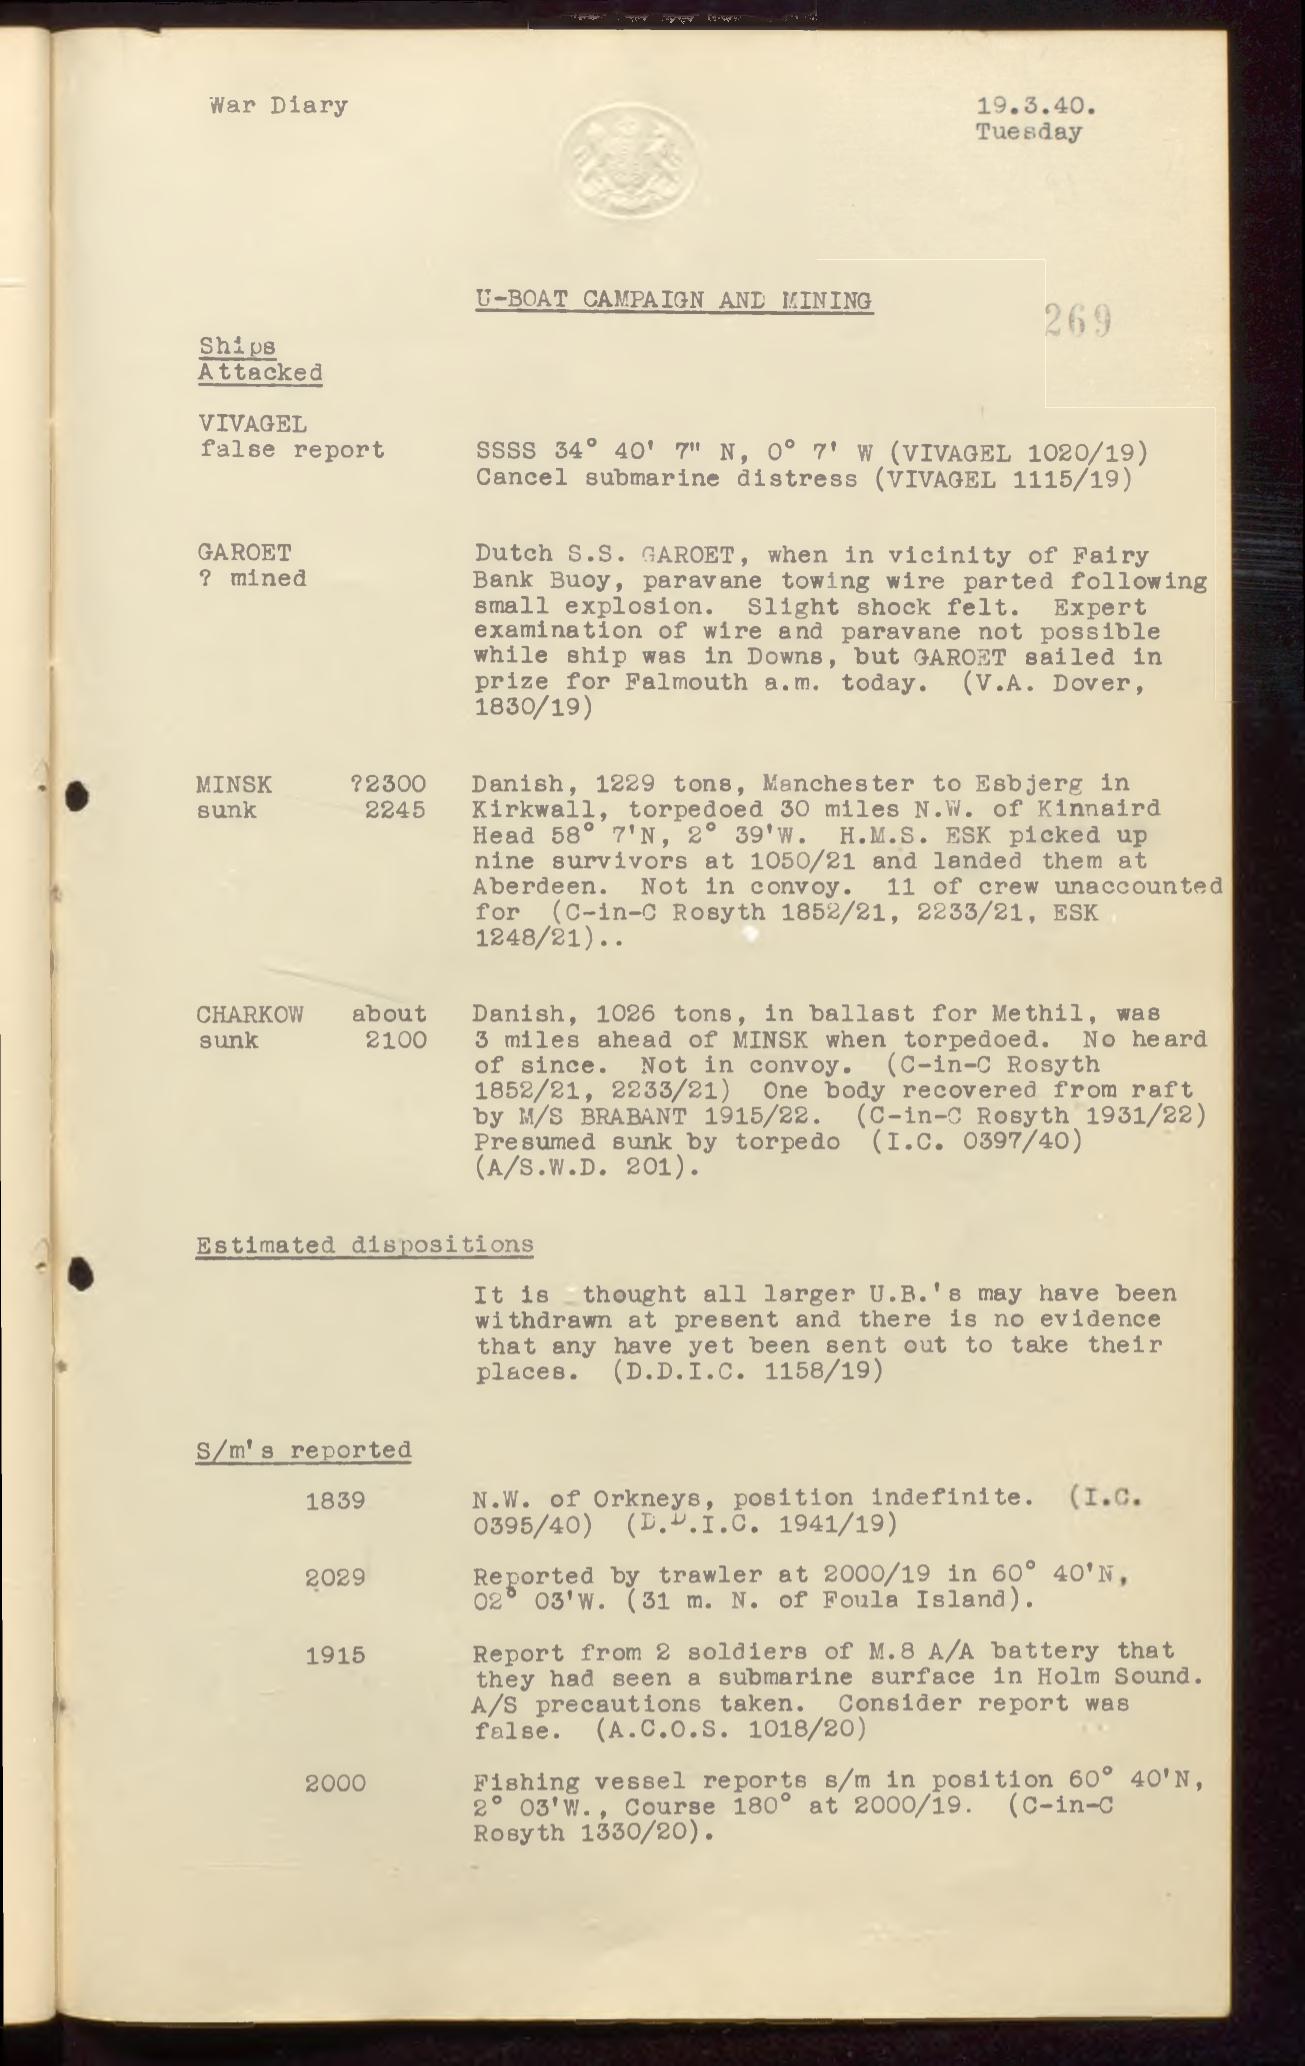 War Diary
19.3.40.
Tuesday
U-BOAT CAMPAIGN AND MINING
269
Ships
Attacked
VIVAGEL
false report
SSSS 34° 40' 7" N, 0° 7' W (VIVAGEL 1020/19)
Cancel submarine distress (VIVAGEL 1115/19)
GAROET
? mined
Dutch S.S. GAROET, when in vicinity of Fairy
Bank Buoy, paravane towing wire parted following
small explosion. Slight shock felt. Expert
examination of wire and paravane not possible
while ship was in Downs, but GAROET sailed in
prize for Falmouth a.m. today. (V.A. Dover,
1830/19)
MINSK ?2300
sunk 2245
Danish, 1229 tons, Manchester to Esbjerg in
Kirkwall, torpedoed 30 miles N.W. of Kinnaird
Head 58° 7'N, 2° 39'W. H.M.S. ESK picked up
nine survivors at 1050/21 and landed them at
Aberdeen. Not in convoy. 11 of crew unaccounted
for (C-in-C Rosyth 1852/21, 2233/21, ESK
1248/21)..
CHARKOW about
sunk 2100
Danish, 1026 tons, in ballast for Methil, was
3 miles ahead of MINSK when torpedoed. No heard
of since. Not in convoy. (C-in-C Rosyth
1852/21, 2233/21) One body recovered from raft
by M/S BRABANT 1915/22. (C-in-C Rosyth 1931/22)
Presumed sunk by torpedo (I.C. 0397/40)
(A/S.W.D. 201).
Estimated dispositions
It is thought all larger U.B.'s may have been
withdrawn at present and there is no evidence
that any have yet been sent out to take their
places. (D.D.I.C. 1158/19)
S/m's reported
1839
N.W. of Orkneys, position indefinite. (I.C.
0395/40) (D.D.I.C. 1941/19)
2029
Reported by trawler at 2000/19 in 60° 40'N,
02° 03'W. (31 m. N. of Foula Island).
1915
Report from 2 soldiers of M.8 A/A battery that
they had seen a submarine surface in Holm Sound.
A/S precautions taken. Consider report was
false. (A.C.O.S. 1018/20)
2000
Fishing vessel reports s/m in position 60° 40'N,
2° 03'W., Course 180° at 2000/19. (C-in-C
Rosyth 1330/20).